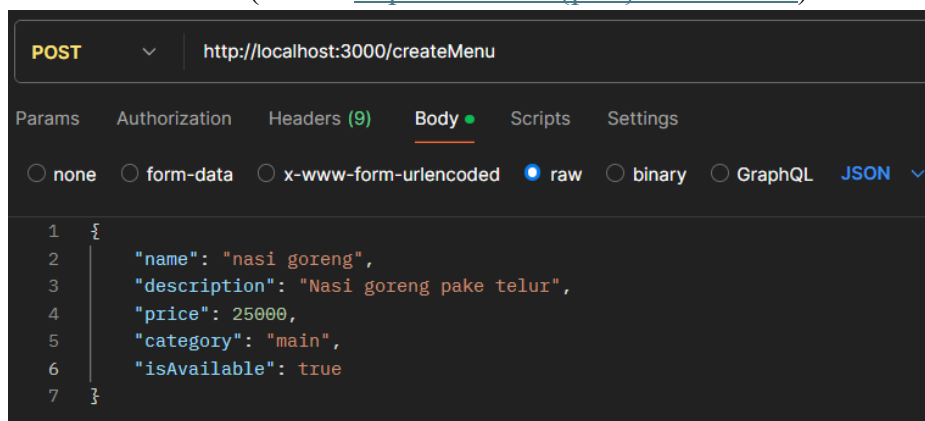 POST http://localhost:3000/createMenu
Params Authorization Headers (9) Body Scripts Settings
none form-data x-www-form-urlencoded raw binary GraphQL JSON
1 {
2 "name": "nasi goreng",
3 "description": "Nasi goreng pake telur",
4 "price": 25000,
5 "category": "main",
6 "isAvailable": true
7 }